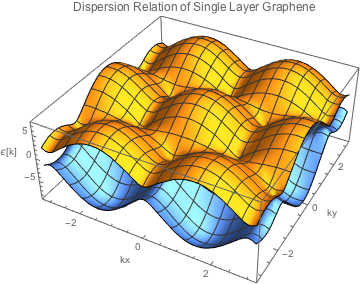 Dispersion Relation of Single Layer Graphene
5
0
-5
ϵ[k]
-2
0
2
kx
-2
0
2
ky